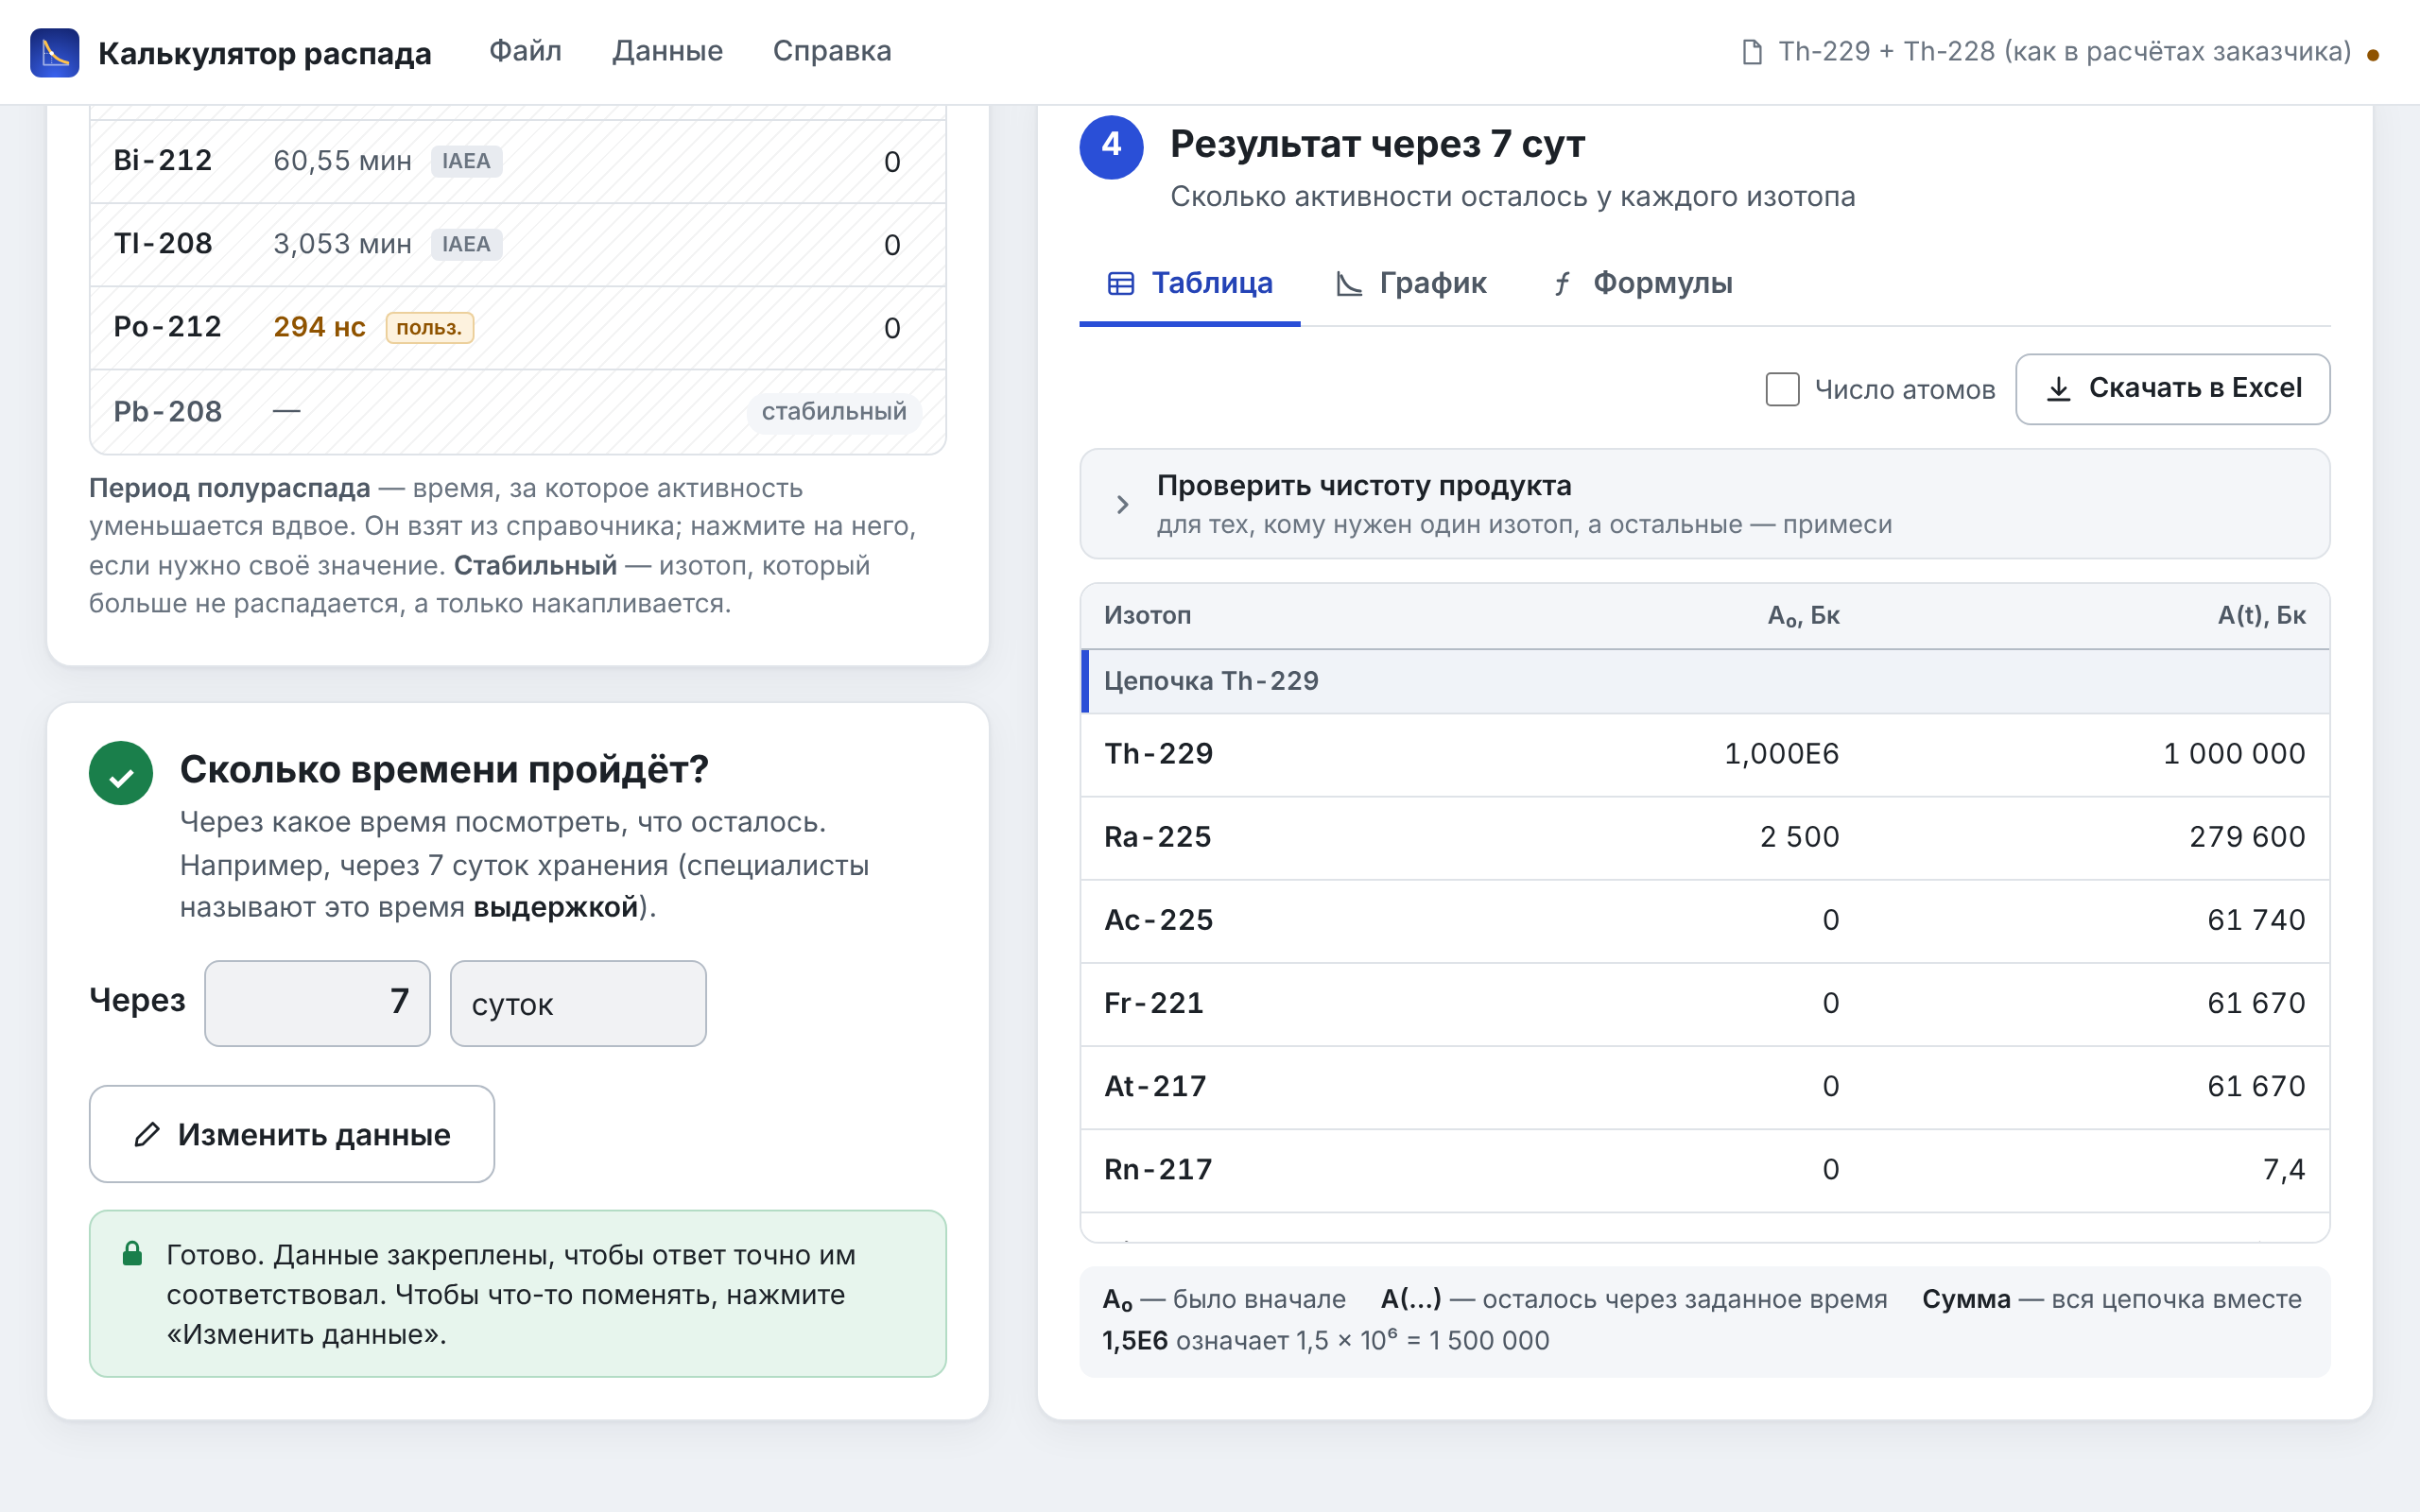 Калькулятор распада
Файл
Данные
Справка
Th-229 + Th-228 (как в расчётах заказчика)
Bi-212 60,55 мин IAEA 0
Tl-208 3,053 мин IAEA 0
Po-212 294 нс польз. 0
Pb-208 — стабильный
Период полураспада — время, за которое активность
уменьшается вдвое. Он взят из справочника; нажмите на него,
если нужно своё значение. Стабильный — изотоп, который
больше не распадается, а только накапливается.
Сколько времени пройдёт?
Через какое время посмотреть, что осталось.
Например, через 7 суток хранения (специалисты
называют это время выдержкой).
Через 7 суток
Изменить данные
Готово. Данные закреплены, чтобы ответ точно им
соответствовал. Чтобы что-то поменять, нажмите
«Изменить данные».
4 Результат через 7 сут
Сколько активности осталось у каждого изотопа
Таблица
График
Формулы
Число атомов
Скачать в Excel
Проверить чистоту продукта
для тех, кому нужен один изотоп, а остальные — примеси
Изотоп A₀, Бк A(t), Бк
Цепочка Th-229
Th-229 1,000E6 1 000 000
Ra-225 2 500 279 600
Ac-225 0 61 740
Fr-221 0 61 670
At-217 0 61 670
Rn-217 0 7,4
A₀ — было вначале A(...) — осталось через заданное время Сумма — вся цепочка вместе
1,5E6 означает 1,5 × 10⁶ = 1 500 000